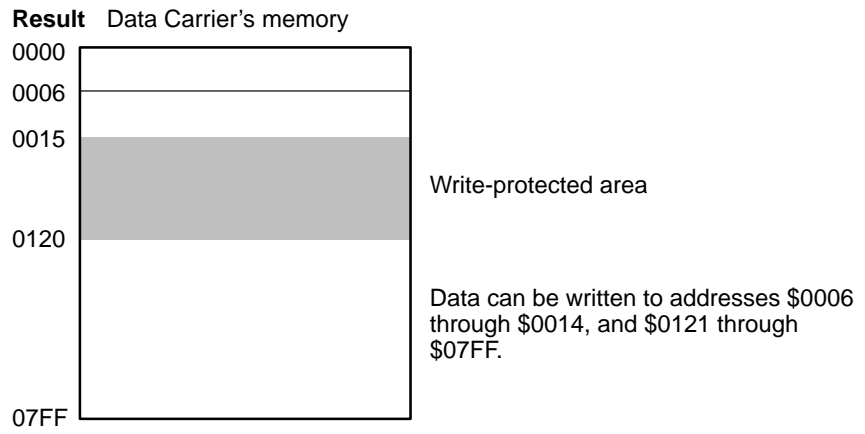 Result Data Carrier’s memory
0000
0006
0015
Write-protected area
0120
Data can be written to addresses $0006
through $0014, and $0121 through
$07FF.
07FF